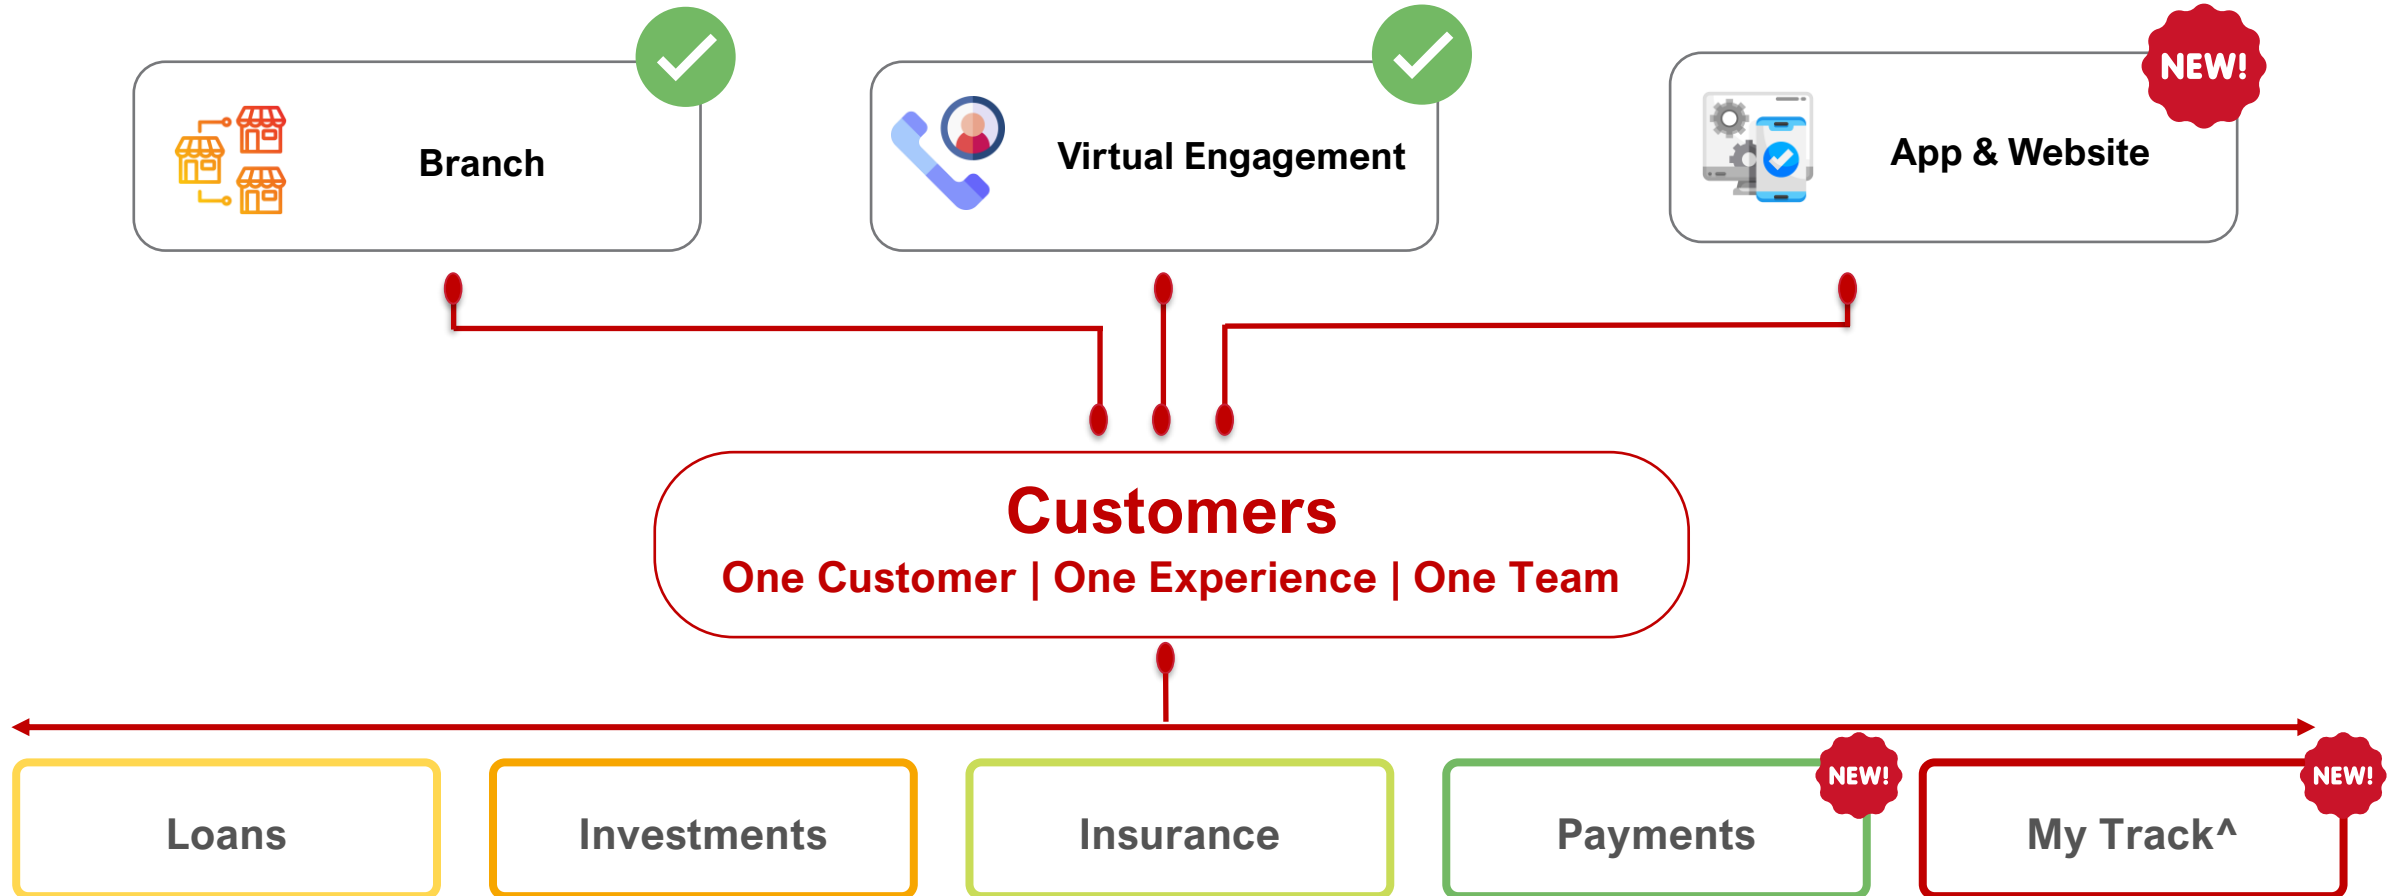 Branch
Virtual Engagement
App & Website
NEW!
Customers
One Customer | One Experience | One Team
Loans
Investments
Insurance
Payments
NEW!
My Track^
NEW!